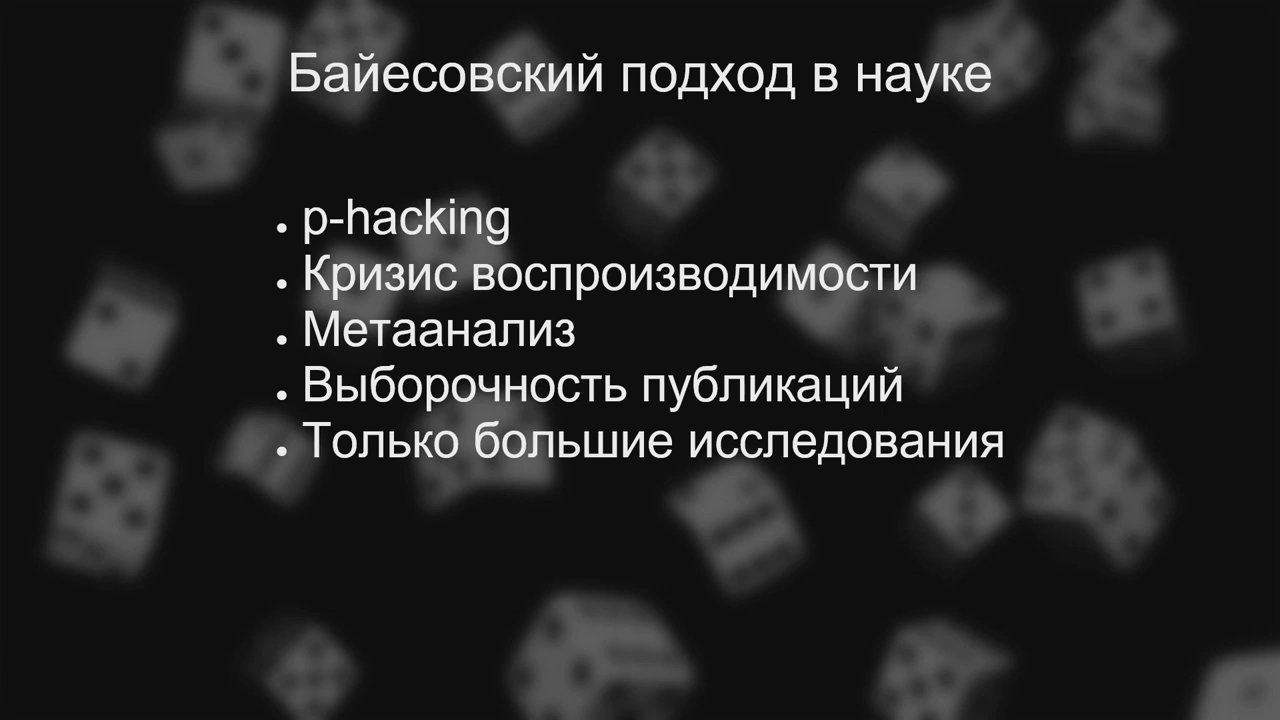 Байесовский подход в науке
• p-hacking
• Кризис воспроизводимости
• Метаанализ
• Выборочность публикаций
• Только большие исследования